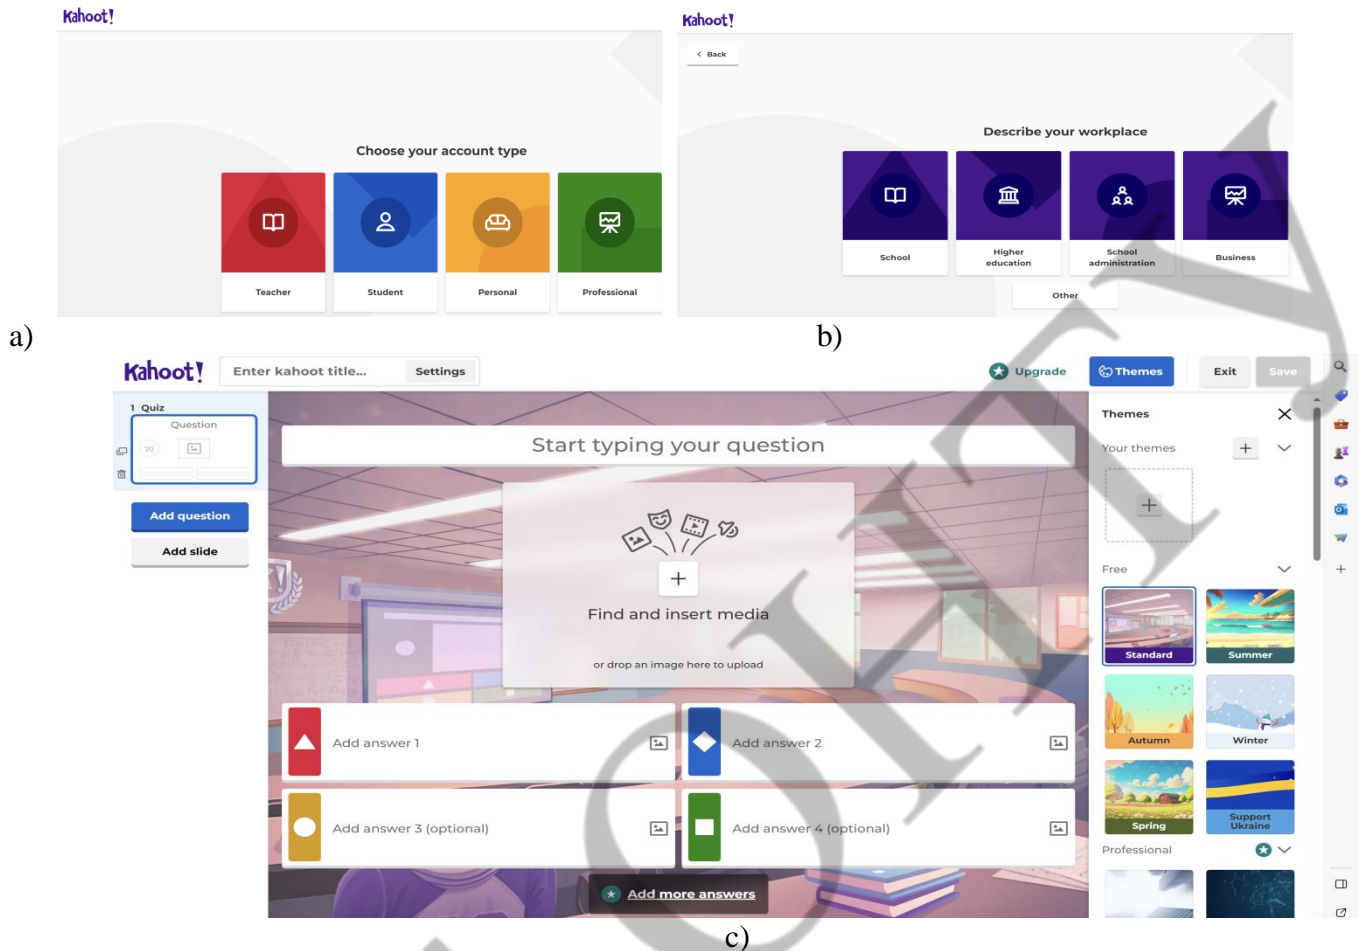 Kahoot!
Choose your account type
Teacher
Student
Personal
Professional
a)
Kahoot!
Back
Describe your workplace
School
Higher
education
School
administration
Business
Other
b)
Kahoot!
Enter kahoot title...
Settings
Upgrade
Themes
Exit
Save
1 Quiz
Question
20
Add question
Add slide
Start typing your question
Find and insert media
or drop an image here to upload
Add answer 1
Add answer 2
Add answer 3 (optional)
Add answer 4 (optional)
Add more answers
Themes
Your themes
Free
Standard
Summer
Autumn
Winter
Spring
Support
Ukraine
Professional
c)